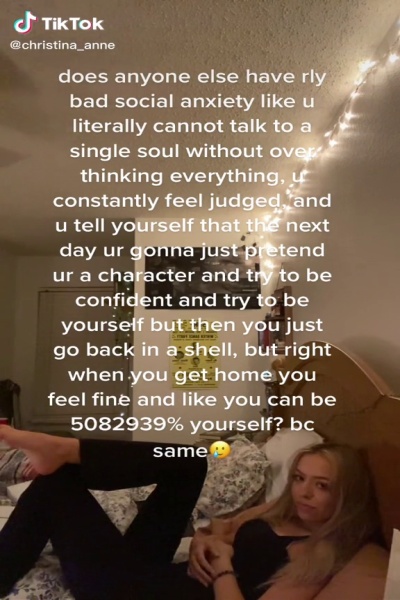 TikTok
@christina_anne
does anyone else have rly
bad social anxiety like u
literally cannot talk to a
single soul without over
thinking everything, u
constantly feel judged, and
u tell yourself that the next
day ur gonna just pretend
ur a character and try to be
confident and try to be
yourself but then you just
go back in a shell, but right
when you get home you
feel fine and like you can be
5082939% yourself? bc
same🥲